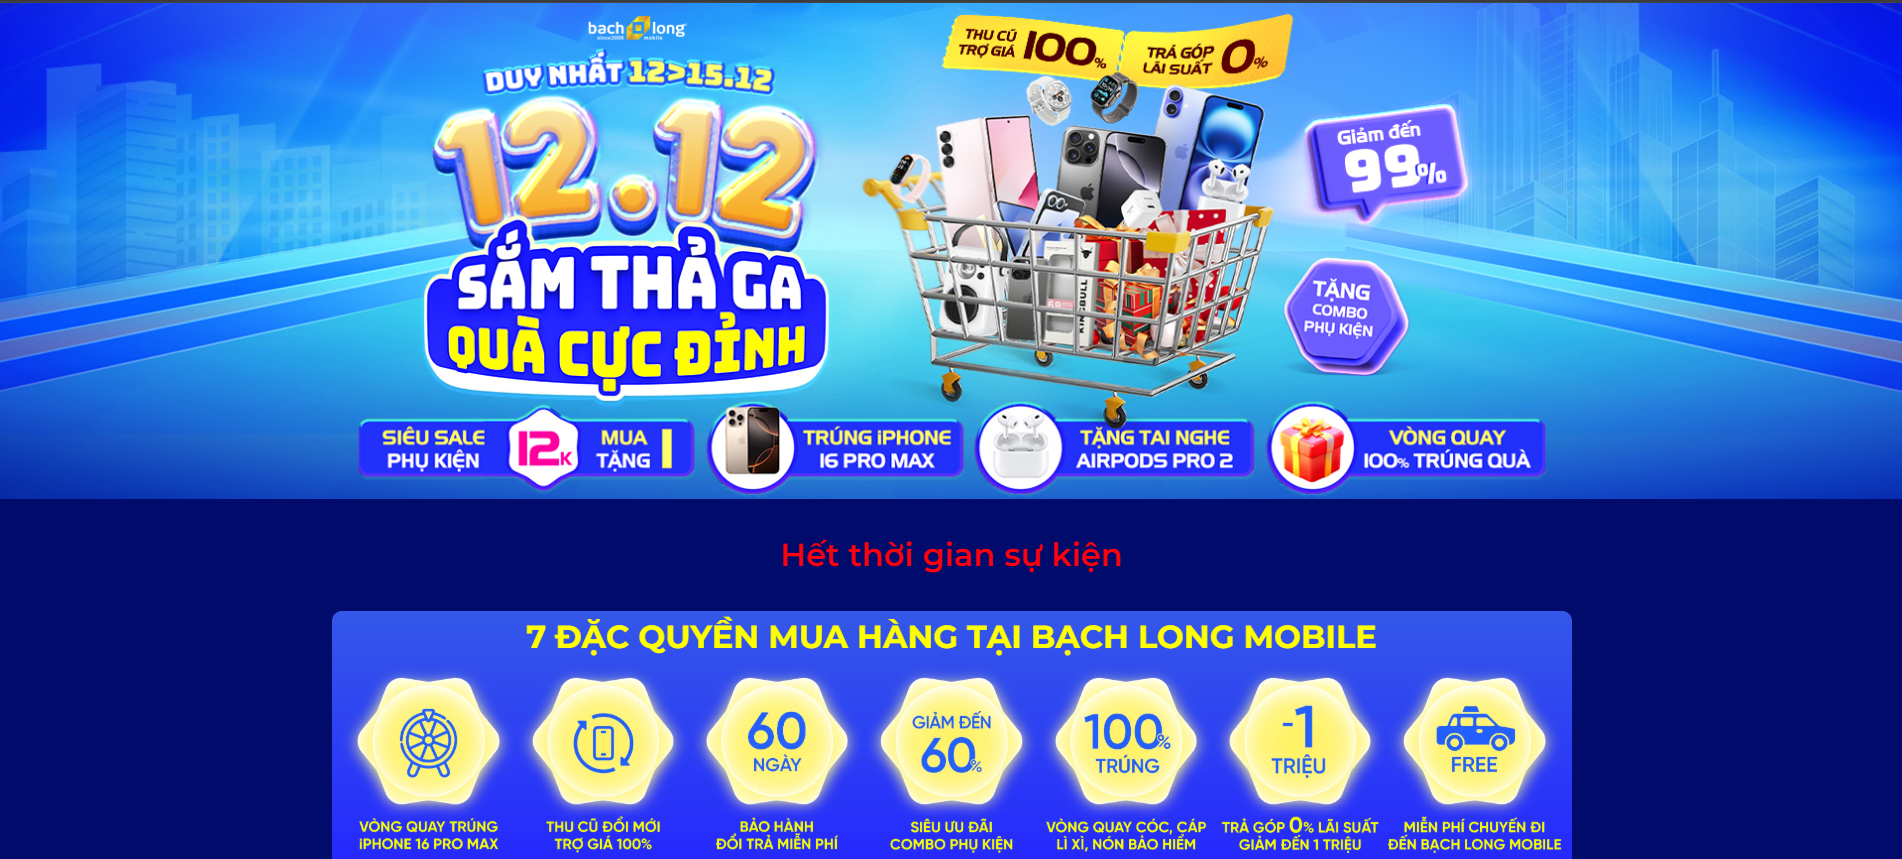 bach long
since2006 mobile
DUY NHẤT 12>15.12
12.12
SẮM THẢ GA
QUÀ CỰC ĐỈNH
THU CŨ
TRỢ GIÁ 100%
TRẢ GÓP
LÃI SUẤT 0%
Giảm đến
99%
TẶNG
COMBO
PHỤ KIỆN
KINGBULL
SIÊU SALE
PHỤ KIỆN
12K
MUA
TẶNG 1
TRÚNG iPHONE
16 PRO MAX
TẶNG TAI NGHE
AIRPODS PRO 2
VÒNG QUAY
100% TRÚNG QUÀ
Hết thời gian sự kiện
7 ĐẶC QUYỀN MUA HÀNG TẠI BẠCH LONG MOBILE
VÒNG QUAY TRÚNG
iPHONE 16 PRO MAX
THU CŨ ĐỔI MỚI
TRỢ GIÁ 100%
60
NGÀY
BẢO HÀNH
ĐỔI TRẢ MIỄN PHÍ
GIẢM ĐẾN
60%
SIÊU ƯU ĐÃI
COMBO PHỤ KIỆN
100%
TRÚNG
VÒNG QUAY CÓC, CÁP
LÌ XÌ, NÓN BẢO HIỂM
-1
TRIỆU
TRẢ GÓP 0% LÃI SUẤT
GIẢM ĐẾN 1 TRIỆU
FREE
MIỄN PHÍ CHUYẾN ĐI
ĐẾN BẠCH LONG MOBILE